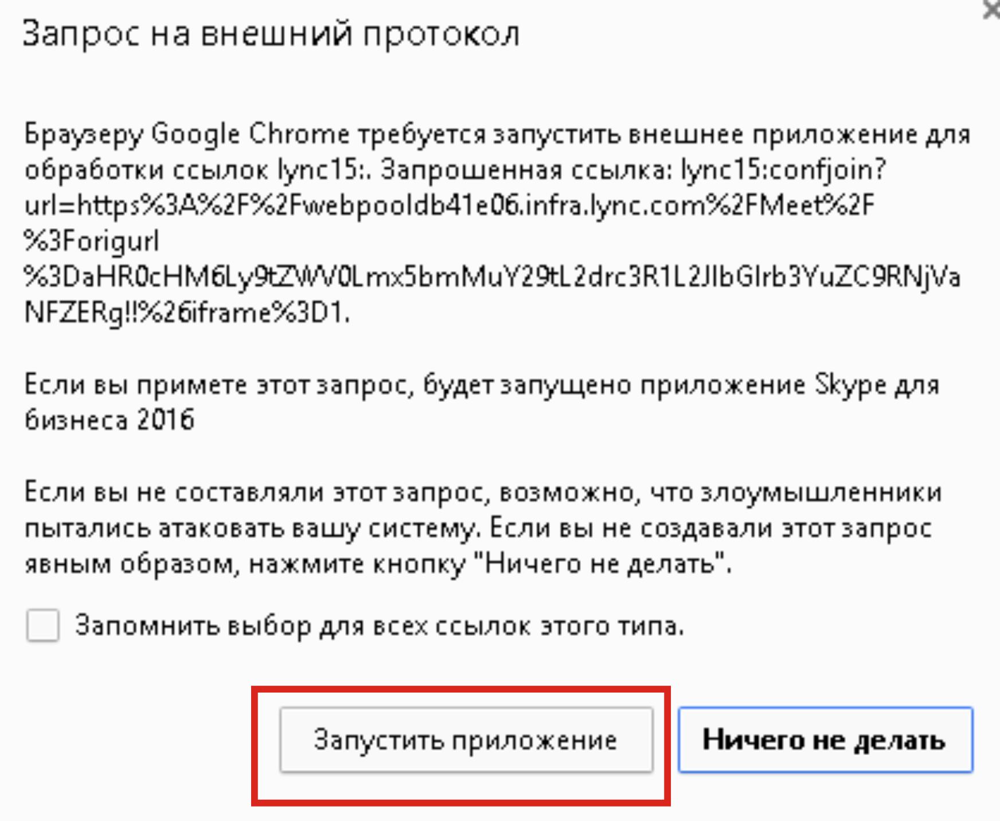 Запрос на внешний протокол
Браузеру Google Chrome требуется запустить внешнее приложение для
обработки ссылок lync15:. Запрошенная ссылка: lync15:confjoin?
url=https%3A%2F%2Fwebpooldb41e06.infra.lync.com%2FMeet%2F
%3Forigurl
%3DaHR0cHM6Ly9tZWV0Lmx5bmMuY29tL2drc3R1L2JlbGlrb3YuZC9RNjVa
NFZERg!!%26iframe%3D1.
Если вы примете этот запрос, будет запущено приложение Skype для
бизнеса 2016
Если вы не составляли этот запрос, возможно, что злоумышленники
пытались атаковать вашу систему. Если вы не создавали этот запрос
явным образом, нажмите кнопку "Ничего не делать".
Запомнить выбор для всех ссылок этого типа.
Запустить приложение
Ничего не делать